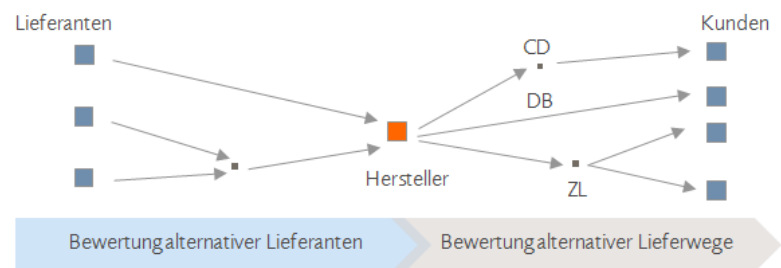 Lieferanten
Kunden
CD
DB
Hersteller
ZL
Bewertung alternativer Lieferanten
Bewertung alternativer Lieferwege